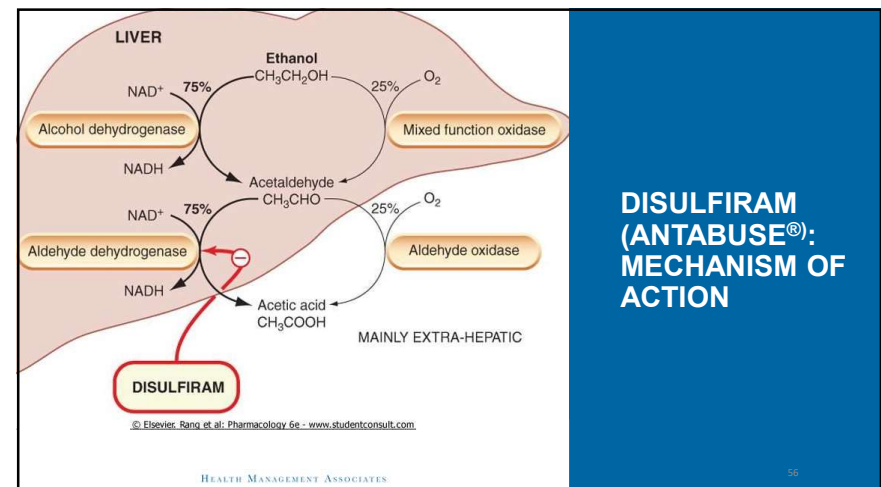 LIVER
Ethanol
CH₃CH₂OH
NAD⁺
75%
25%
O₂
Alcohol dehydrogenase
Mixed function oxidase
NADH
Acetaldehyde
CH₃CHO
NAD⁺
75%
25%
O₂
Aldehyde dehydrogenase
−
Aldehyde oxidase
NADH
Acetic acid
CH₃COOH
MAINLY EXTRA-HEPATIC
DISULFIRAM
© Elsevier. Rang et al: Pharmacology 6e - www.studentconsult.com
HEALTH MANAGEMENT ASSOCIATES
DISULFIRAM
(ANTABUSE®):
MECHANISM OF
ACTION
56